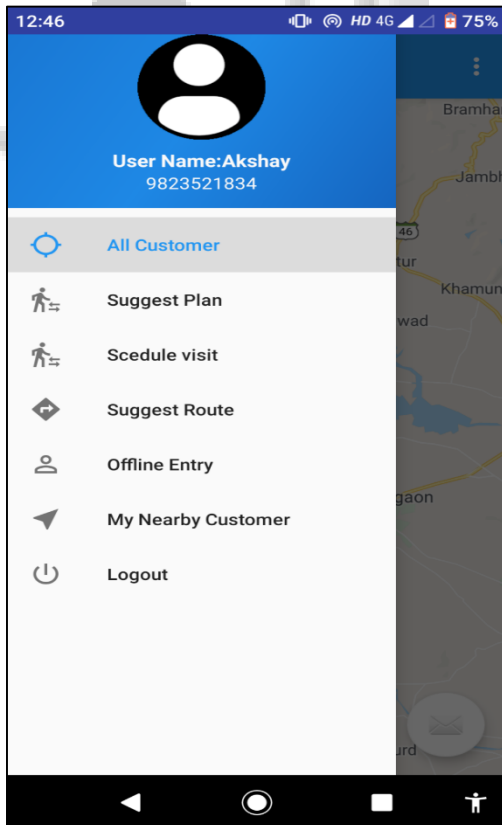 12:46 HD 4G 75%
User Name:Akshay
9823521834
All Customer
Suggest Plan
Scedule visit
Suggest Route
Offline Entry
My Nearby Customer
Logout
Bramha
Jambh
46
tur
Khamun
wad
gaon
urd